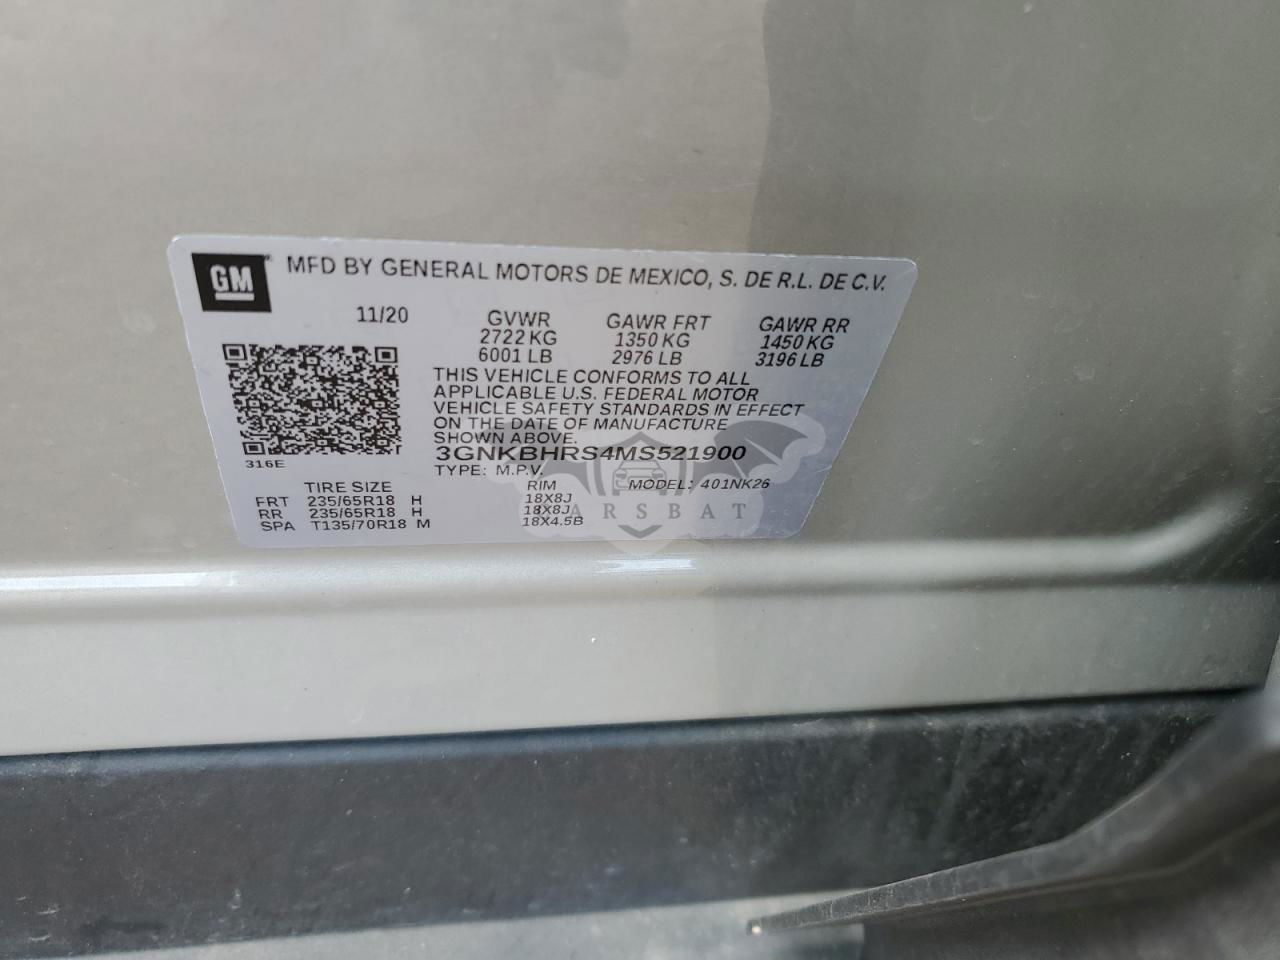 GM MFD BY GENERAL MOTORS DE MEXICO, S. DE R.L. DE C.V.
11/20 GVWR GAWR FRT GAWR RR
2722 KG 1350 KG 1450 KG
6001 LB 2976 LB 3196 LB
THIS VEHICLE CONFORMS TO ALL
APPLICABLE U.S. FEDERAL MOTOR
VEHICLE SAFETY STANDARDS IN EFFECT
ON THE DATE OF MANUFACTURE
SHOWN ABOVE.
3GNKBHRS4MS521900
316E TYPE: M.P.V.
TIRE SIZE RIM MODEL: 401NK26
FRT 235/65R18 H 18X8J
RR 235/65R18 H 18X8J
SPA T135/70R18 M 18X4.5B
CARSBAT